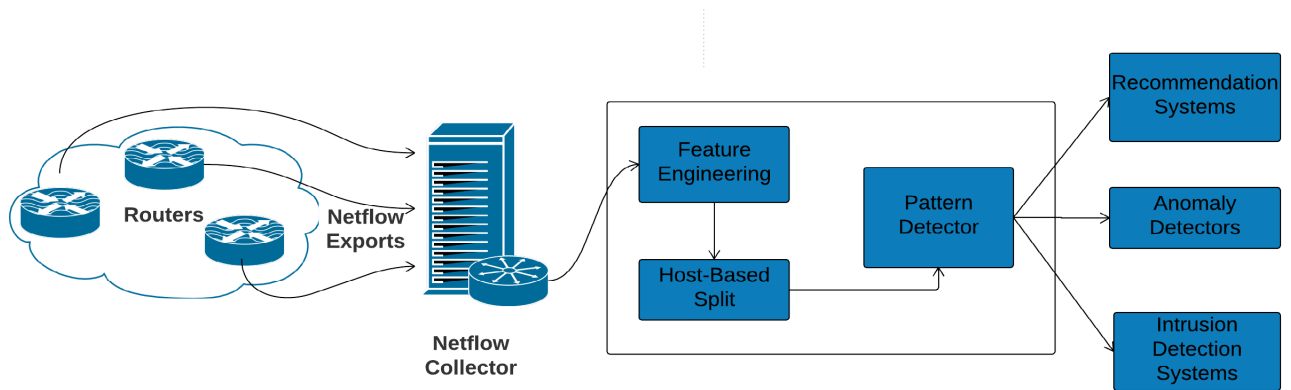 Routers
Netflow
Exports
Netflow
Collector
Feature
Engineering
Host-Based
Split
Pattern
Detector
Recommendation
Systems
Anomaly
Detectors
Intrusion
Detection
Systems